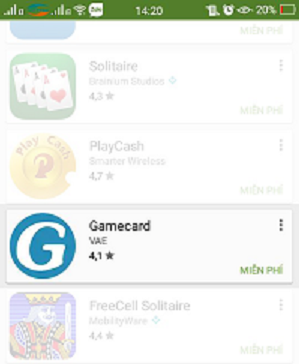 14:20
20%
MIỄN PHÍ
Solitaire
Brainium Studios
4,3
MIỄN PHÍ
Play Cash
PlayCash
Smarter Wireless
4,7
MIỄN PHÍ
G
Gamecard
VAE
4,1
MIỄN PHÍ
FreeCell Solitaire
MobilityWare
4,4
MIỄN PHÍ